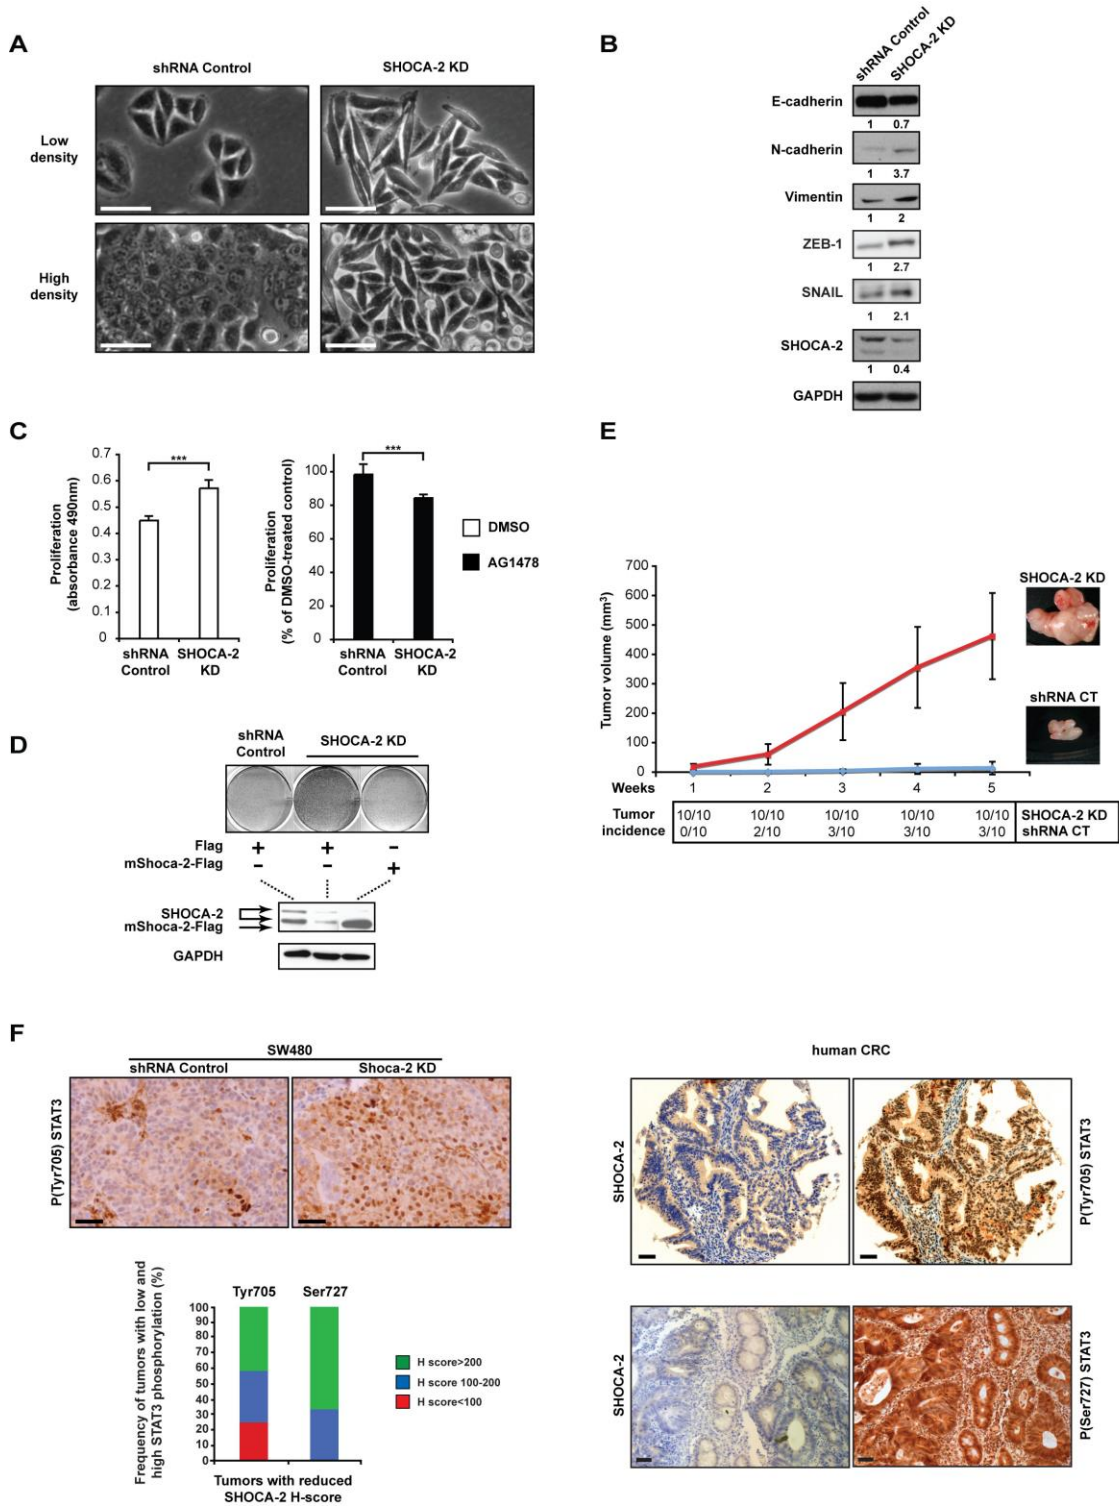 A
shRNA Control
SHOCA-2 KD
Low
density
High
density
B
shRNA Control
SHOCA-2 KD
E-cadherin
1 0.7
N-cadherin
1 3.7
Vimentin
1 2
ZEB-1
1 2.7
SNAIL
1 2.1
SHOCA-2
1 0.4
GAPDH
C
Proliferation
(absorbance 490nm)
0.7
0.6
0.5
0.4
0.3
0.2
0.1
0
***
shRNA
Control
SHOCA-2
KD
Proliferation
(% of DMSO-treated control)
100
80
60
40
20
0
***
shRNA
Control
SHOCA-2
KD
DMSO
AG1478
D
shRNA
Control
SHOCA-2 KD
Flag + + -
mShoca-2-Flag - - +
SHOCA-2
mShoca-2-Flag
GAPDH
E
Tumor volume (mm³)
700
600
500
400
300
200
100
0
Weeks 1 2 3 4 5
SHOCA-2 KD
shRNA CT
Tumor
incidence
10/10 10/10 10/10 10/10 10/10 SHOCA-2 KD
0/10 2/10 3/10 3/10 3/10 shRNA CT
F
SW480
shRNA Control
Shoca-2 KD
P(Tyr705) STAT3
Frequency of tumors with low and
high STAT3 phosphorylation (%)
Tyr705 Ser727
100
90
80
70
60
50
40
30
20
10
0
H score>200
H score 100-200
H score<100
Tumors with reduced
SHOCA-2 H-score
human CRC
SHOCA-2
P(Tyr705) STAT3
SHOCA-2
P(Ser727) STAT3